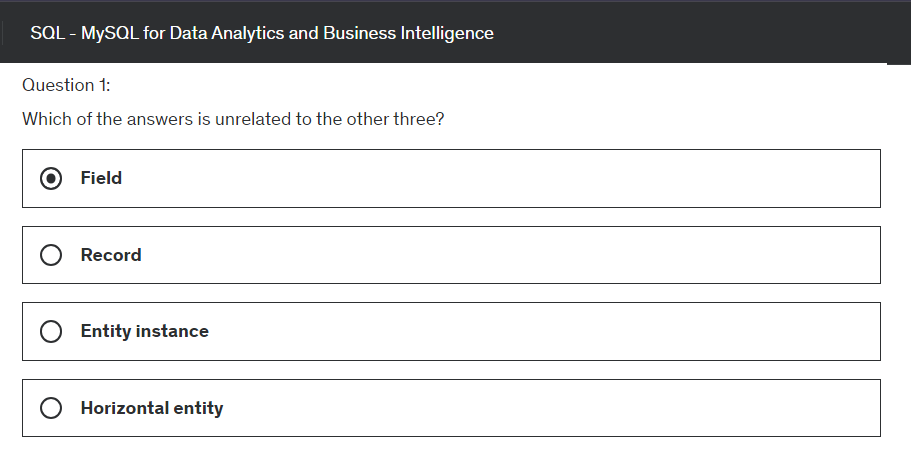 SQL - MySQL for Data Analytics and Business Intelligence
Question 1:
Which of the answers is unrelated to the other three?
Field
Record
Entity instance
Horizontal entity